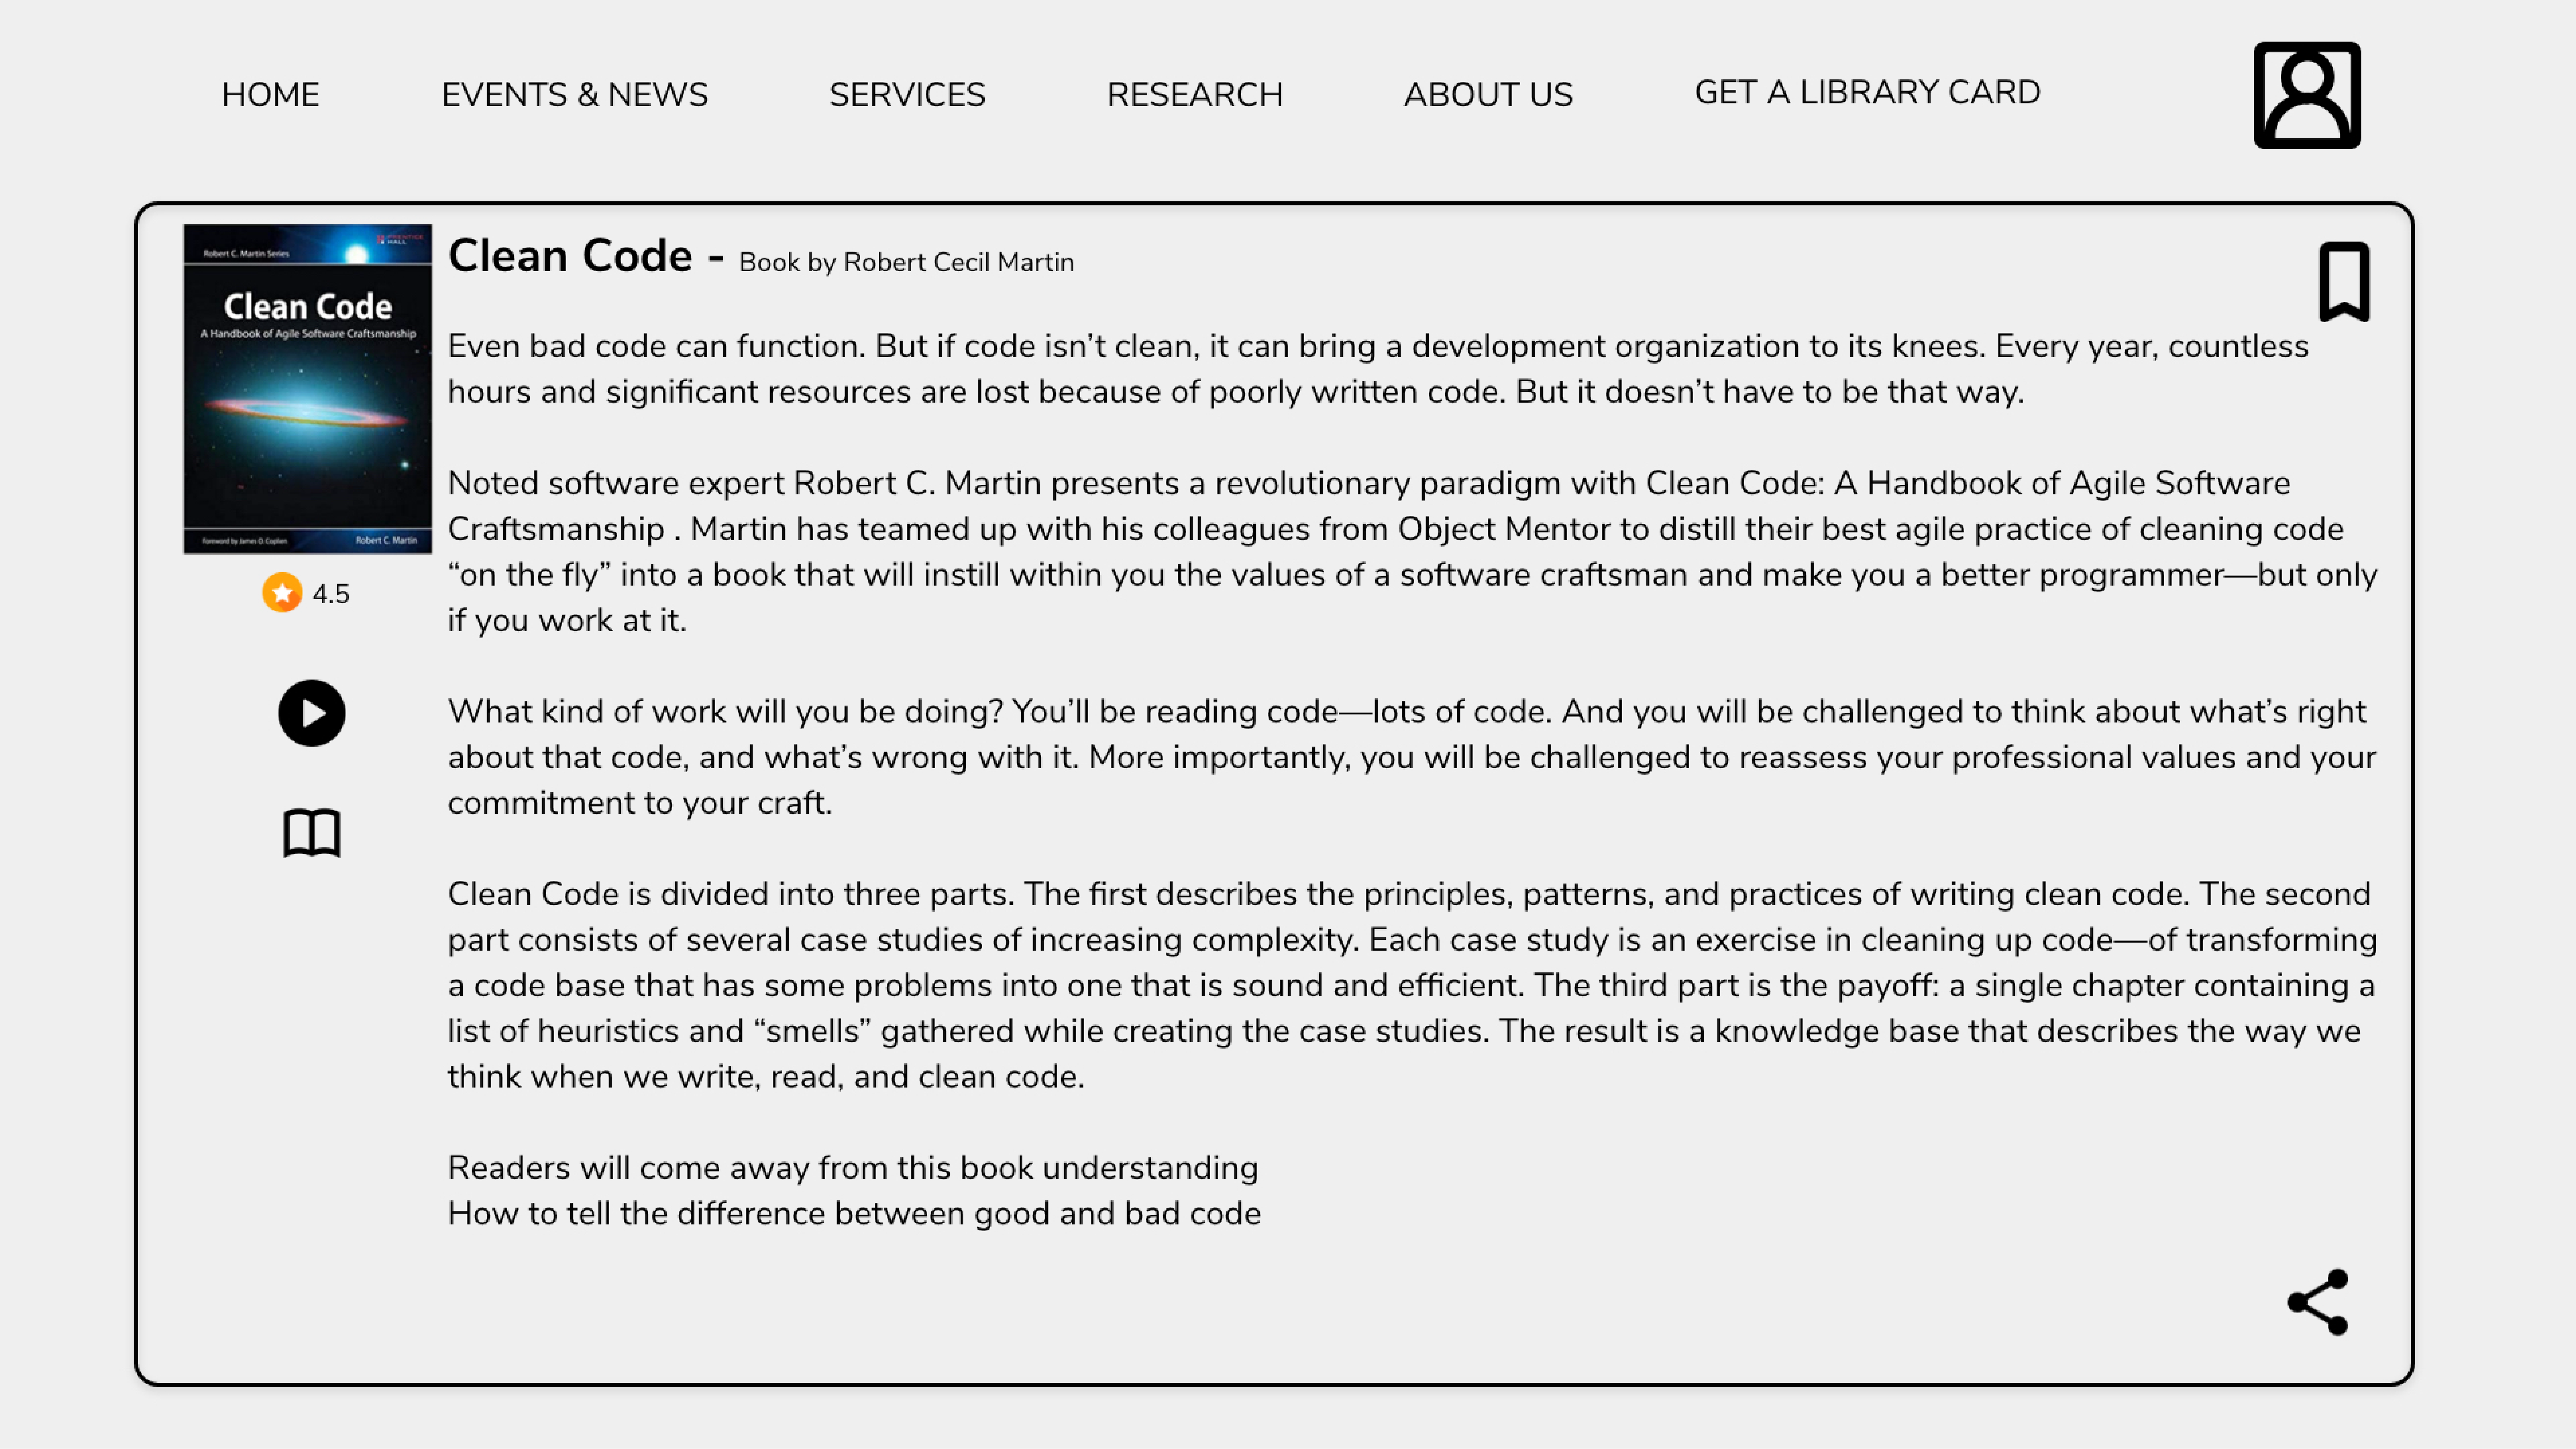 HOME EVENTS & NEWS SERVICES RESEARCH ABOUT US GET A LIBRARY CARD
Robert C. Martin Series
PRENTICE
HALL
Clean Code
A Handbook of Agile Software Craftsmanship
Foreword by James O. Coplien Robert C. Martin
4.5
Clean Code - Book by Robert Cecil Martin
Even bad code can function. But if code isn’t clean, it can bring a development organization to its knees. Every year, countless
hours and significant resources are lost because of poorly written code. But it doesn’t have to be that way.
Noted software expert Robert C. Martin presents a revolutionary paradigm with Clean Code: A Handbook of Agile Software
Craftsmanship . Martin has teamed up with his colleagues from Object Mentor to distill their best agile practice of cleaning code
“on the fly” into a book that will instill within you the values of a software craftsman and make you a better programmer—but only
if you work at it.
What kind of work will you be doing? You’ll be reading code—lots of code. And you will be challenged to think about what’s right
about that code, and what’s wrong with it. More importantly, you will be challenged to reassess your professional values and your
commitment to your craft.
Clean Code is divided into three parts. The first describes the principles, patterns, and practices of writing clean code. The second
part consists of several case studies of increasing complexity. Each case study is an exercise in cleaning up code—of transforming
a code base that has some problems into one that is sound and efficient. The third part is the payoff: a single chapter containing a
list of heuristics and “smells” gathered while creating the case studies. The result is a knowledge base that describes the way we
think when we write, read, and clean code.
Readers will come away from this book understanding
How to tell the difference between good and bad code